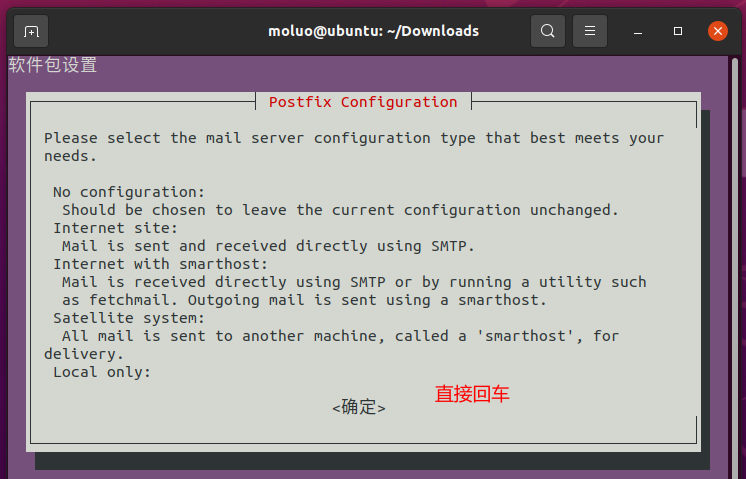 moluo@ubuntu: ~/Downloads
软件包设置
Postfix Configuration
Please select the mail server configuration type that best meets your
needs.
No configuration:
Should be chosen to leave the current configuration unchanged.
Internet site:
Mail is sent and received directly using SMTP.
Internet with smarthost:
Mail is received directly using SMTP or by running a utility such
as fetchmail. Outgoing mail is sent using a smarthost.
Satellite system:
All mail is sent to another machine, called a 'smarthost', for
delivery.
Local only:
直接回车
<确定>